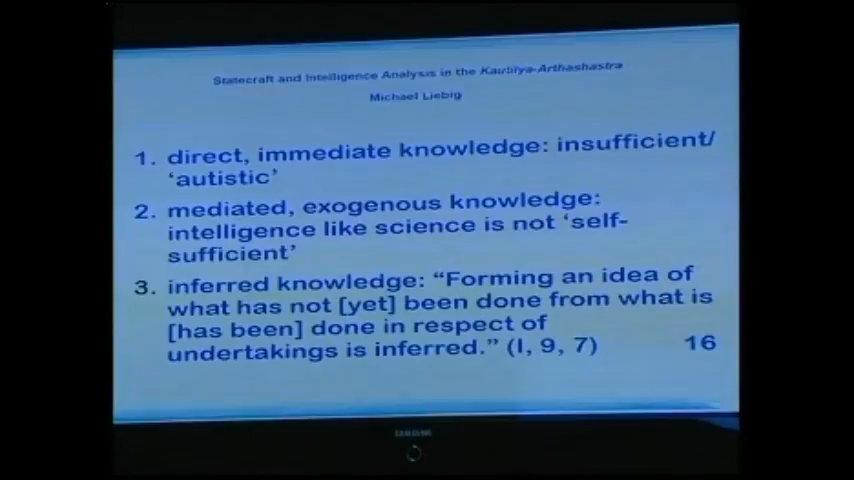 Statecraft and Intelligence Analysis in the Kautilya-Arthashastra
Michael Liebig
1. direct, immediate knowledge: insufficient/
‘autistic’
2. mediated, exogenous knowledge:
intelligence like science is not ‘self-
sufficient’
3. inferred knowledge: “Forming an idea of
what has not [yet] been done from what is
[has been] done in respect of
undertakings is inferred.” (I, 9, 7) 16
SAMSUNG